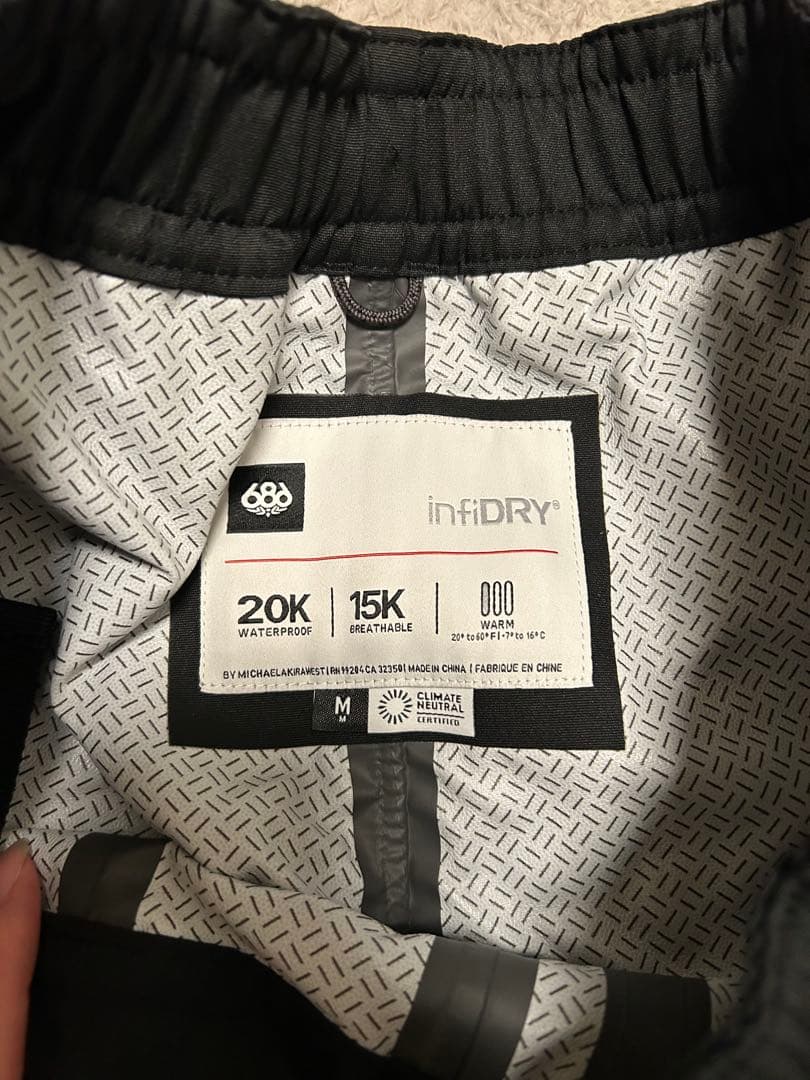 686
infiDRY®
20K
WATERPROOF
15K
BREATHABLE
WARM
20° to 60° F | -7° to 16° C
BY MICHAELAKIRAWEST | RN 99204 CA 32350 | MADE IN CHINA / FABRIQUE EN CHINE
M
M
CLIMATE
NEUTRAL
CERTIFIED